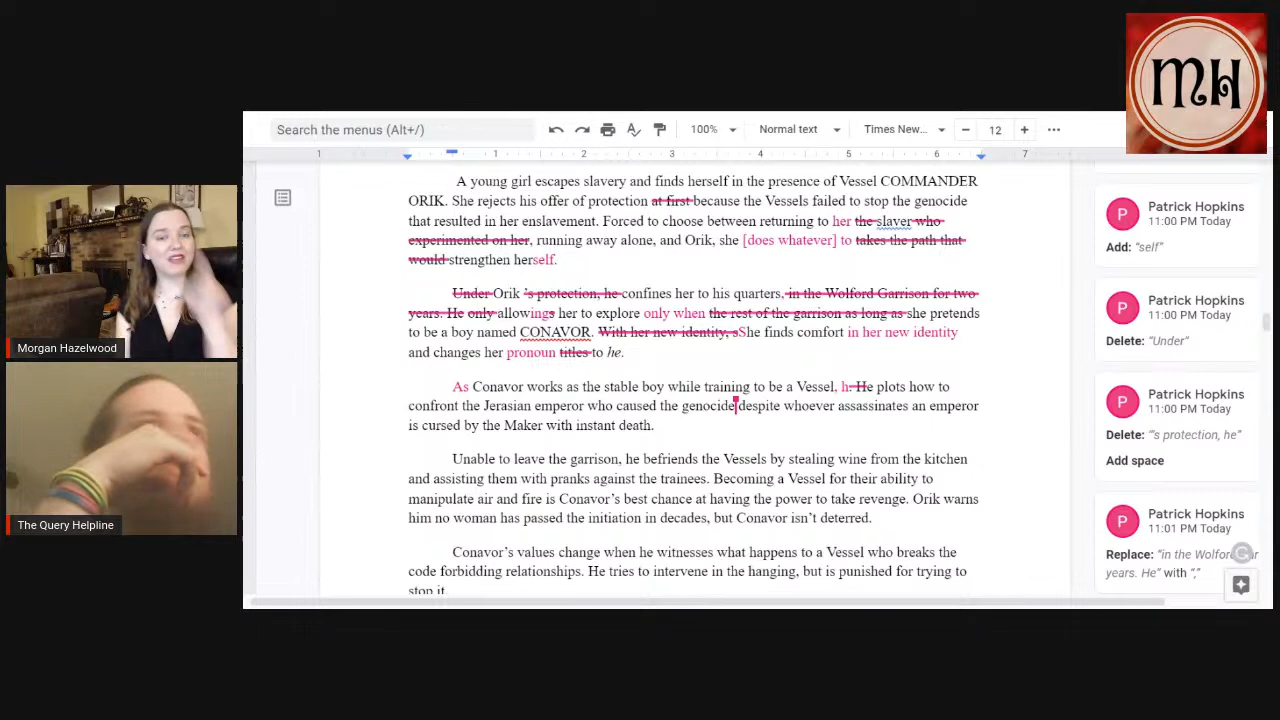 MH
Search the menus (Alt+/)
100%
Normal text
Times New...
12
1 1 2 3 4 5 6 7
A young girl escapes slavery and finds herself in the presence of Vessel COMMANDER
ORIK. She rejects his offer of protection at first because the Vessels failed to stop the genocide
that resulted in her enslavement. Forced to choose between returning to her the slaver who
experimented on her, running away alone, and Orik, she [does whatever] to takes the path that
would strengthen herself.
Under Orik 's protection, he confines her to his quarters, in the Wolford Garrison for two
years. He only allowings her to explore only when the rest of the garrison as long as she pretends
to be a boy named CONAVOR. With her new identity, sShe finds comfort in her new identity
and changes her pronoun titles to he.
As Conavor works as the stable boy while training to be a Vessel, h. He plots how to
confront the Jerasian emperor who caused the genocide despite whoever assassinates an emperor
is cursed by the Maker with instant death.
Unable to leave the garrison, he befriends the Vessels by stealing wine from the kitchen
and assisting them with pranks against the trainees. Becoming a Vessel for their ability to
manipulate air and fire is Conavor's best chance at having the power to take revenge. Orik warns
him no woman has passed the initiation in decades, but Conavor isn't deterred.
Conavor's values change when he witnesses what happens to a Vessel who breaks the
code forbidding relationships. He tries to intervene in the hanging, but is punished for trying to
stop it.
P
Patrick Hopkins
11:00 PM Today
Add: "self"
P
Patrick Hopkins
11:00 PM Today
Delete: "Under"
P
Patrick Hopkins
11:00 PM Today
Delete: "'s protection, he"
Add space
P
Patrick Hopkins
11:01 PM Today
Replace: "in the Wolford
years. He" with ","
Morgan Hazelwood
The Query Helpline